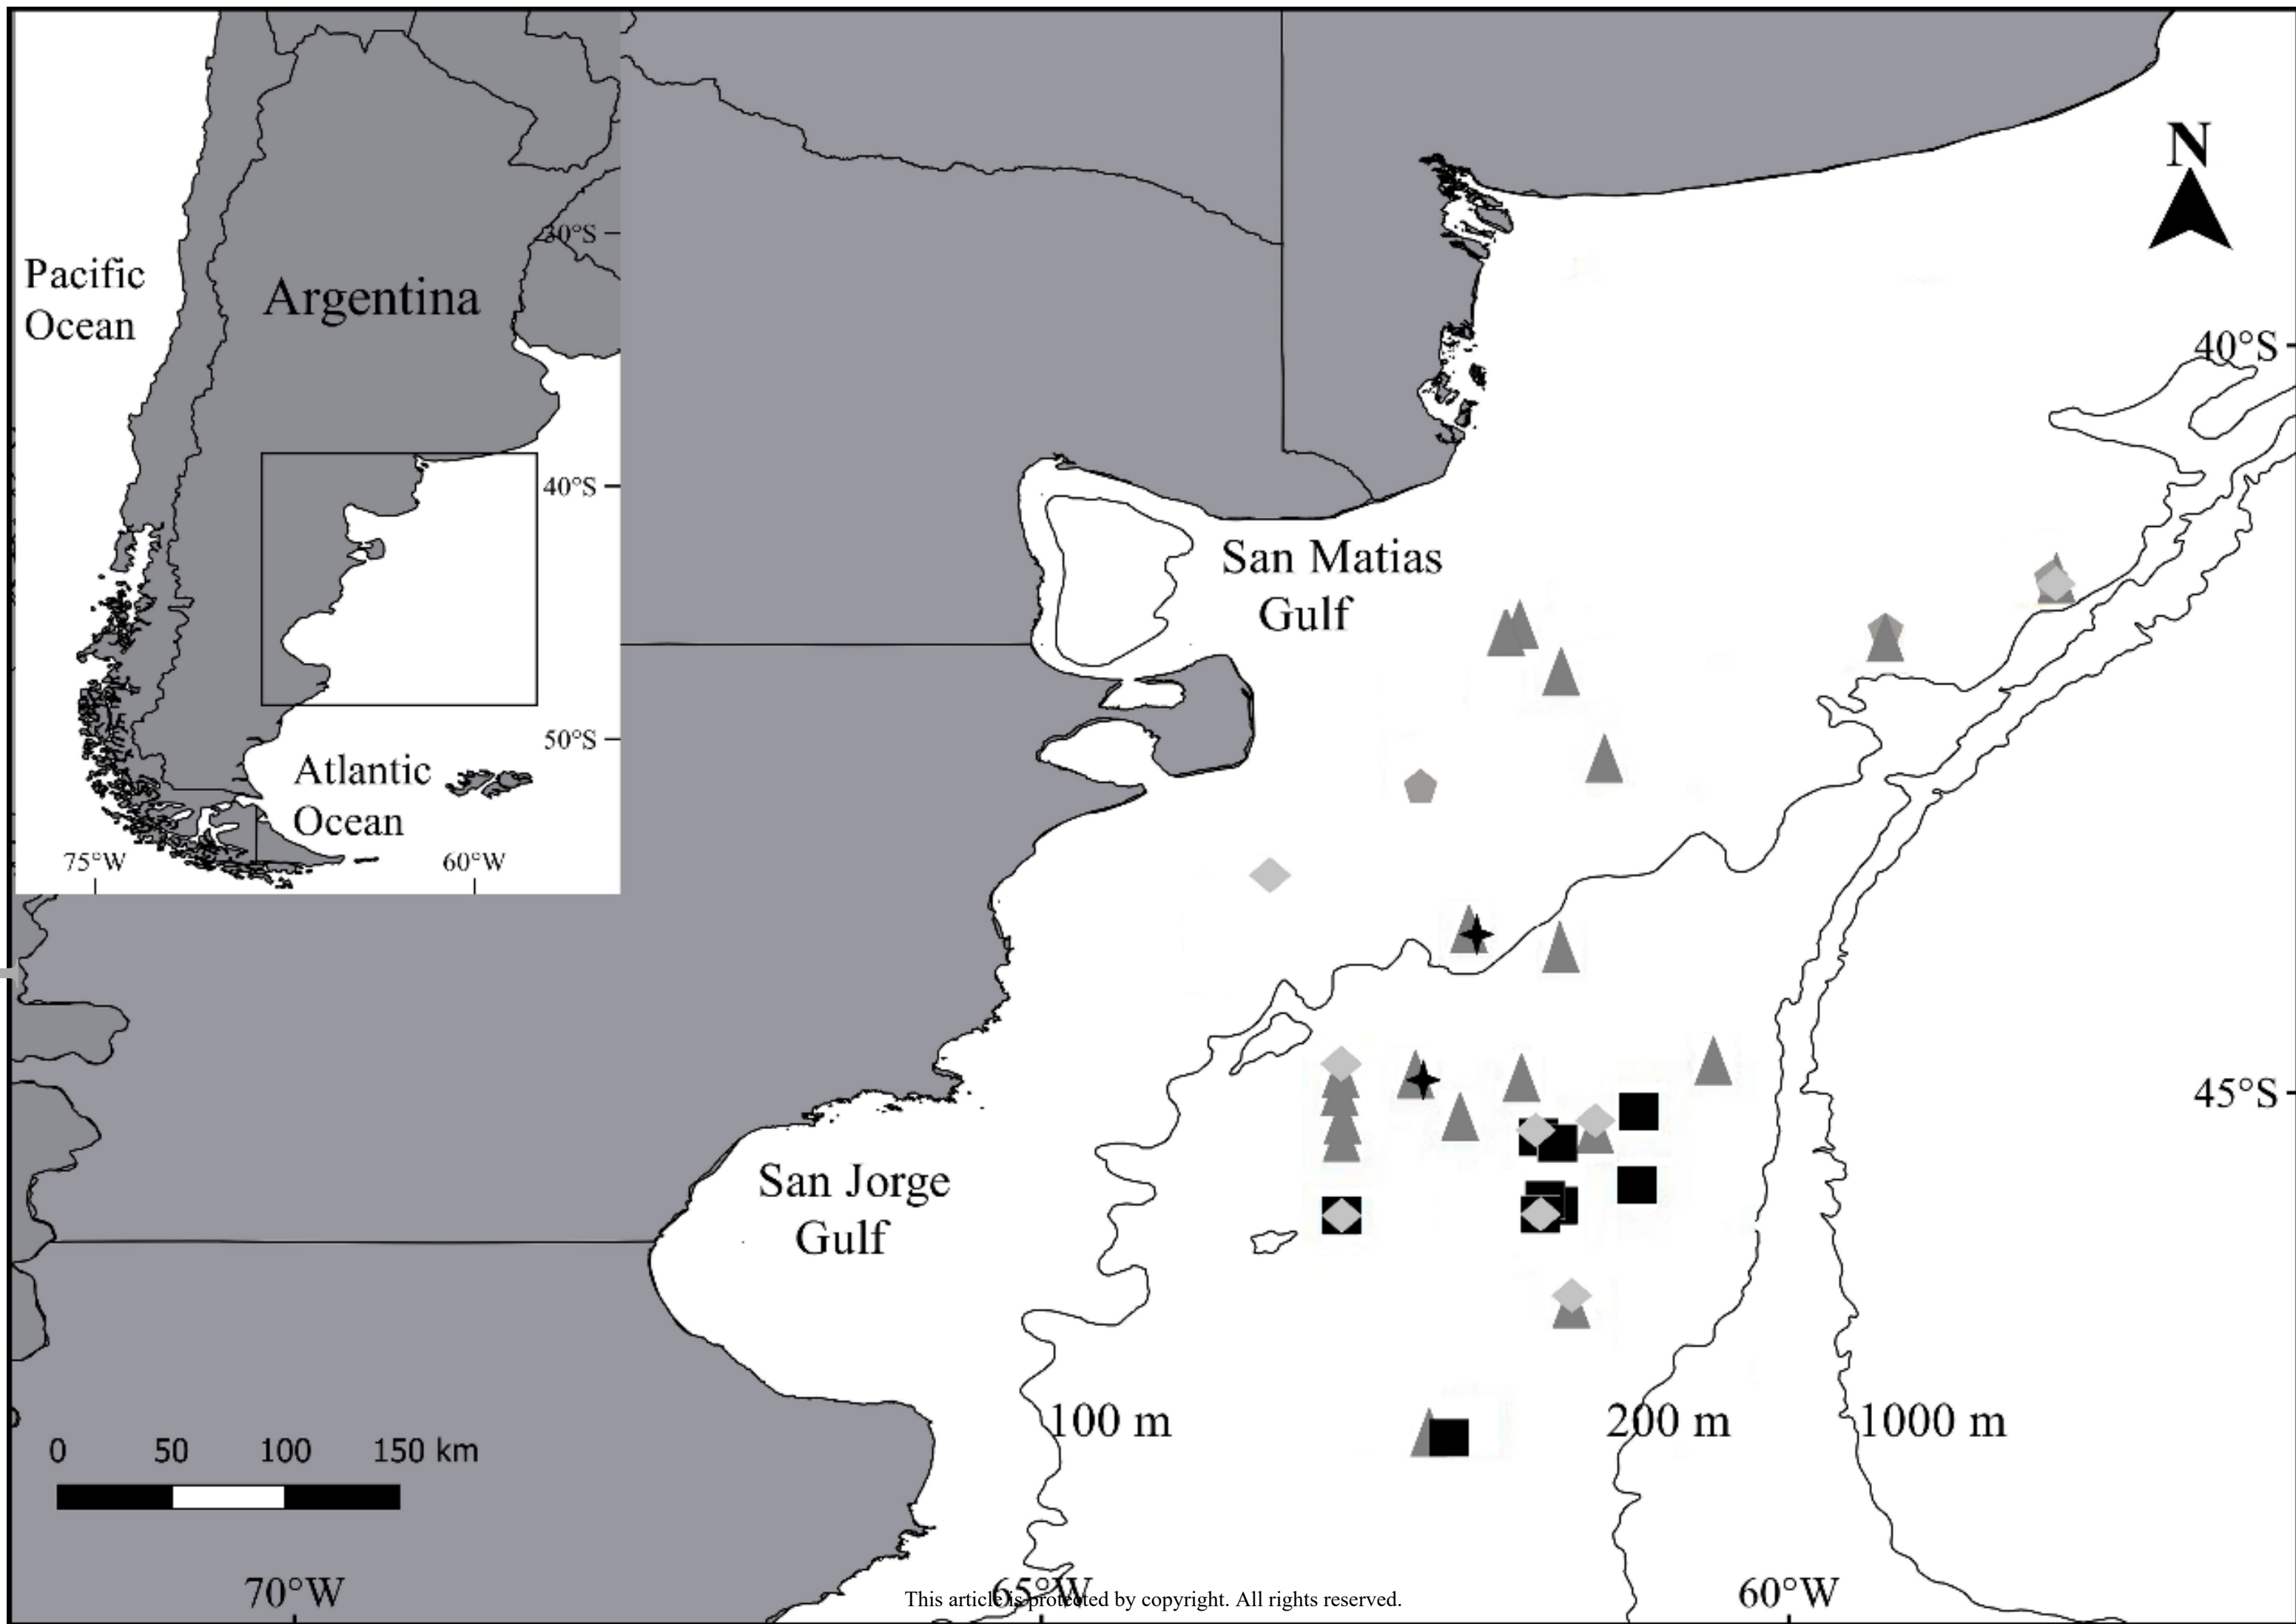 N
Pacific
Ocean
Argentina
30°S
40°S
40°S
San Matias
Gulf
50°S
Atlantic
Ocean
75°W
60°W
45°S
San Jorge
Gulf
100 m
200 m
1000 m
0 50 100 150 km
70°W
65°W
60°W
This article is protected by copyright. All rights reserved.